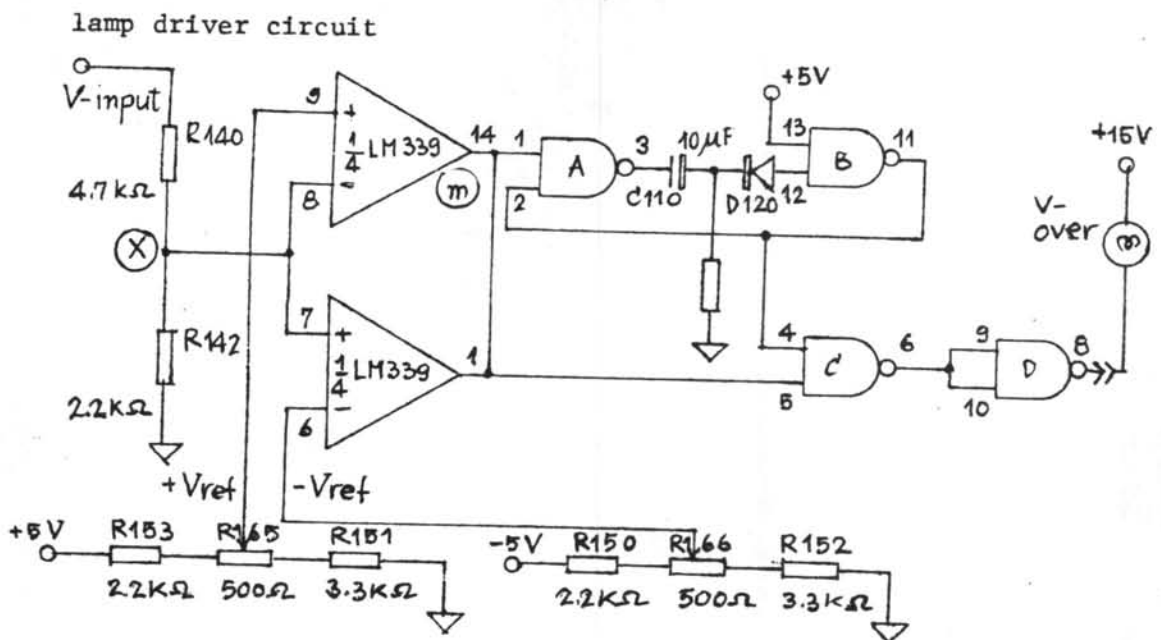 lamp driver circuit
V-input
R140
4.7kΩ
X
R142
2.2KΩ
9
+
1/4 LM339
-
8
14
m
7
+
1/4 LM339
-
6
1
1
2
A
3
10µF
C110
D120
+5V
13
12
B
11
4
5
C
6
9
10
D
8
+15V
V-
over
+Vref
-Vref
+5V
R153
2.2KΩ
R165
500Ω
R151
3.3KΩ
-5V
R150
2.2KΩ
R166
500Ω
R152
3.3KΩ